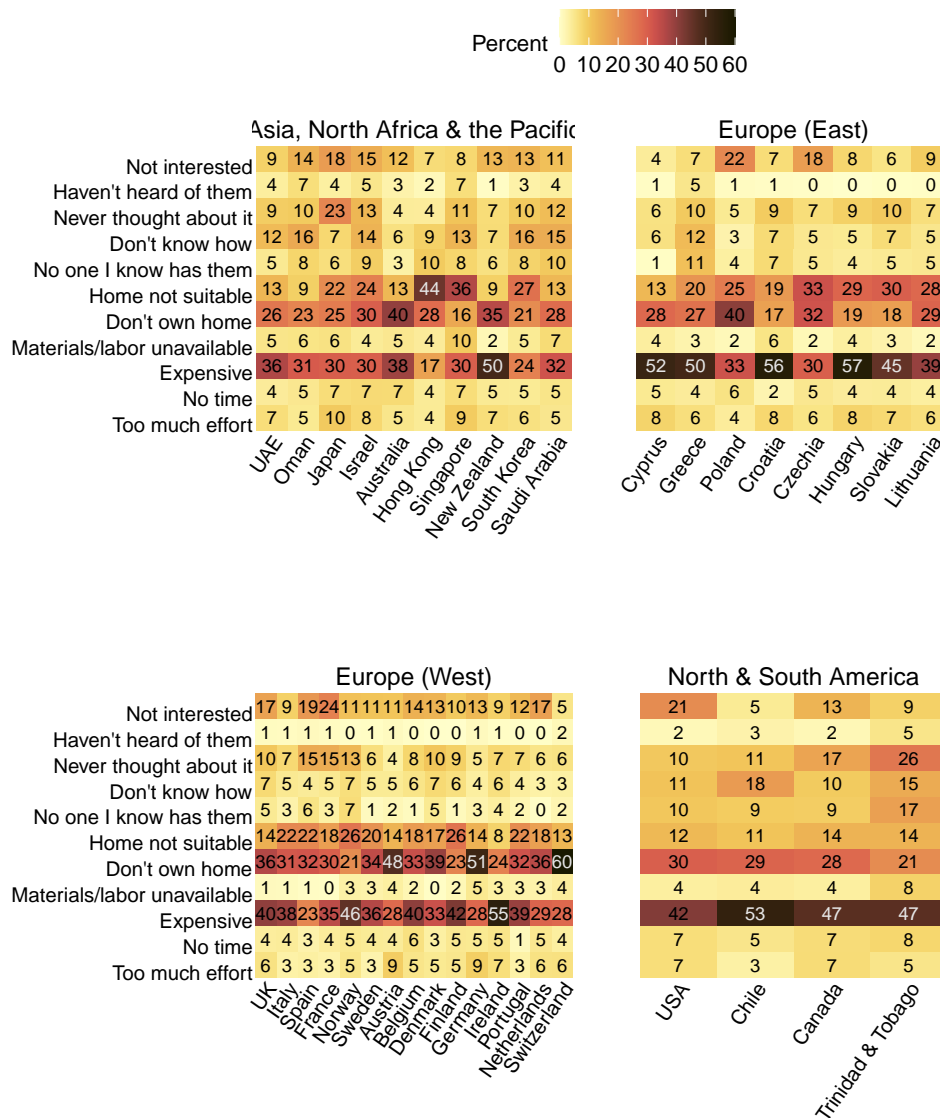 Percent
0 10 20 30 40 50 60
Asia, North Africa & the Pacific
Not interested 9 14 18 15 12 7 8 13 13 11
Haven't heard of them 4 7 4 5 3 2 7 1 3 4
Never thought about it 9 10 23 13 4 4 11 7 10 12
Don't know how 12 16 7 14 6 9 13 7 16 15
No one I know has them 5 8 6 9 3 10 8 6 8 10
Home not suitable 13 9 22 24 13 44 36 9 27 13
Don't own home 26 23 25 30 40 28 16 35 21 28
Materials/labor unavailable 5 6 6 4 5 4 10 2 5 7
Expensive 36 31 30 30 38 17 30 50 24 32
No time 4 5 7 7 7 4 7 5 5 5
Too much effort 7 5 10 8 5 4 9 7 6 5
UAE Oman Japan Israel Australia Hong Kong Singapore New Zealand South Korea Saudi Arabia
Europe (East)
4 7 22 7 18 8 6 9
1 5 1 1 0 0 0 0
6 10 5 9 7 9 10 7
6 12 3 7 5 5 7 5
1 11 4 7 5 4 5 5
13 20 25 19 33 29 30 28
28 27 40 17 32 19 18 29
4 3 2 6 2 4 3 2
52 50 33 56 30 57 45 39
5 4 6 2 5 4 4 4
8 6 4 8 6 8 7 6
Cyprus Greece Poland Croatia Czechia Hungary Slovakia Lithuania
Europe (West)
Not interested 17 9 19 24 11 11 11 14 13 10 13 9 12 17 5
Haven't heard of them 1 1 1 1 0 1 1 0 0 0 1 1 0 0 2
Never thought about it 10 7 15 15 13 6 4 8 10 9 5 7 7 6 6
Don't know how 7 5 4 5 7 5 5 6 7 5 4 6 4 3 3
No one I know has them 5 3 6 3 7 1 2 1 5 1 3 4 2 0 2
Home not suitable 14 22 22 18 26 20 14 18 17 26 14 8 22 18 13
Don't own home 36 31 32 30 21 34 48 33 39 23 51 24 32 36 60
Materials/labor unavailable 1 1 1 0 3 3 4 2 0 2 5 3 3 3 4
Expensive 40 38 23 35 46 36 28 40 33 42 28 55 39 29 28
No time 4 4 3 4 5 4 4 6 3 5 5 5 1 5 4
Too much effort 6 3 3 3 5 3 9 5 5 5 9 7 3 6 6
UK Italy Spain France Norway Sweden Austria Belgium Denmark Finland Germany Ireland Portugal Netherlands Switzerland
North & South America
21 5 13 9
2 3 2 5
10 11 17 26
11 18 10 15
10 9 9 17
12 11 14 14
30 29 28 21
4 4 4 8
42 53 47 47
7 5 7 8
7 3 7 5
USA Chile Canada Trinidad & Tobago